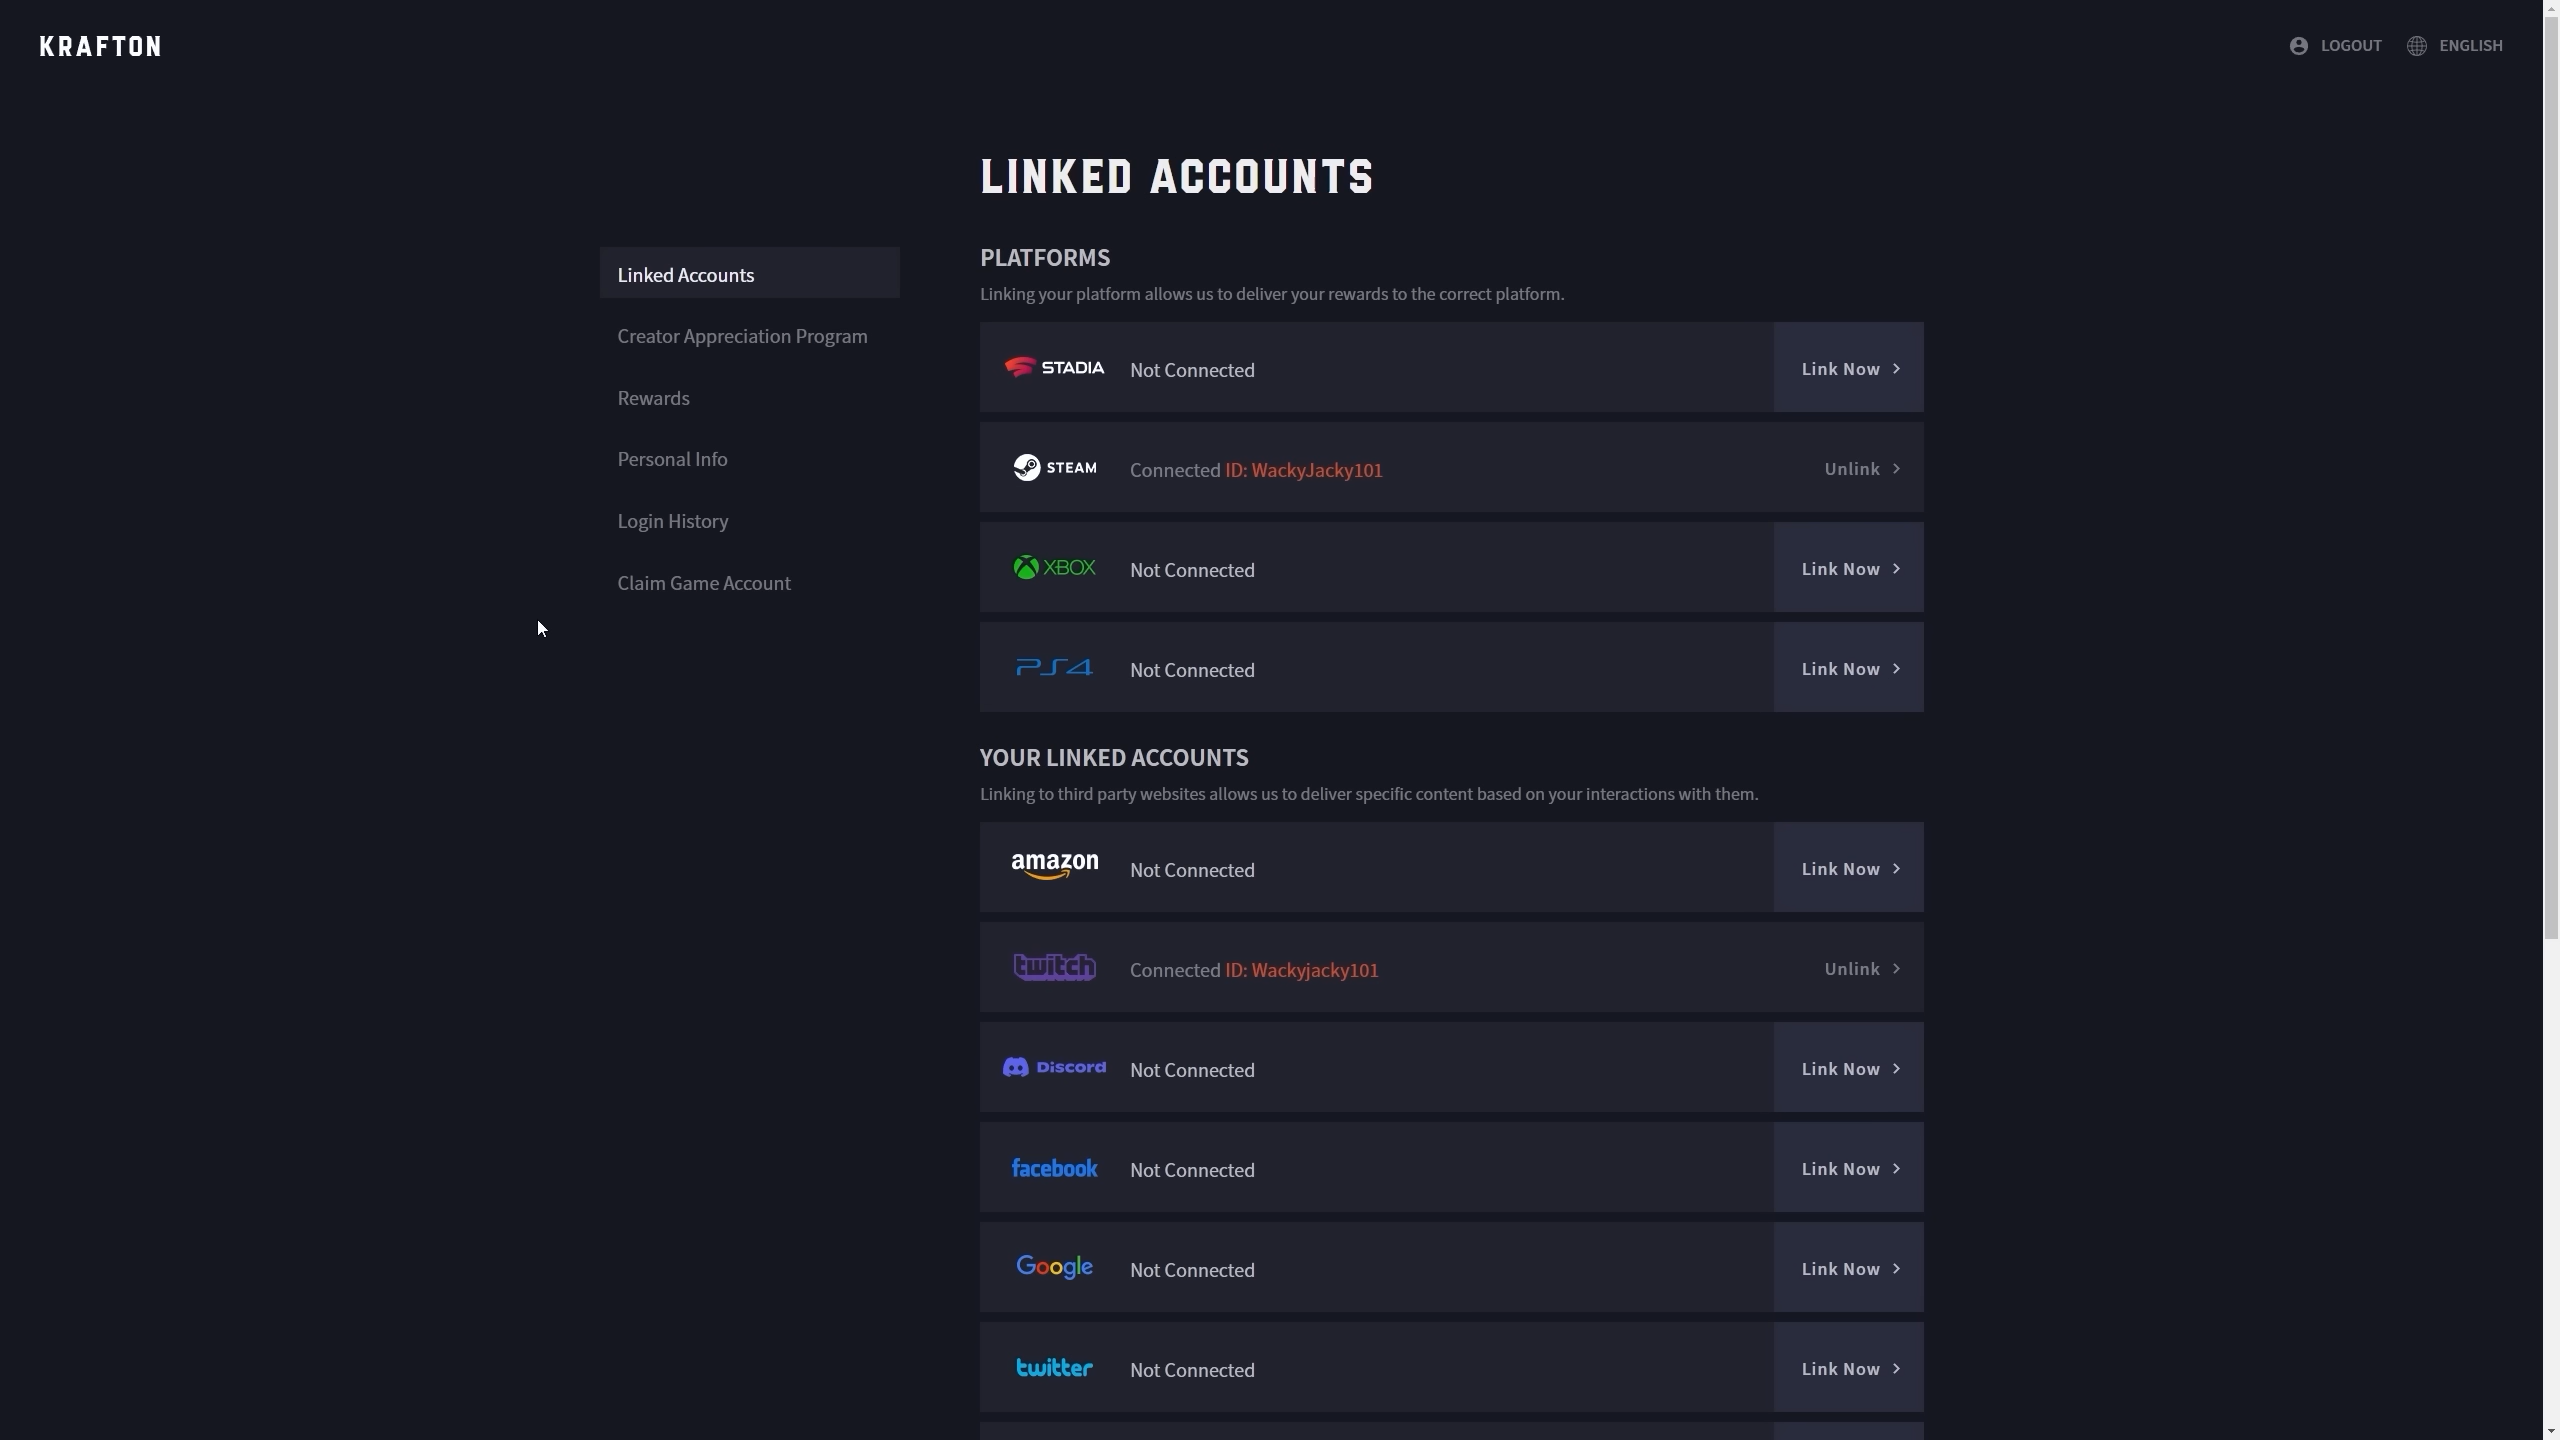 KRAFTON
LOGOUT
ENGLISH
LINKED ACCOUNTS
Linked Accounts
Creator Appreciation Program
Rewards
Personal Info
Login History
Claim Game Account
PLATFORMS
Linking your platform allows us to deliver your rewards to the correct platform.
STADIA Not Connected Link Now
STEAM Connected ID: WackyJacky101 Unlink
XBOX Not Connected Link Now
PS4 Not Connected Link Now
YOUR LINKED ACCOUNTS
Linking to third party websites allows us to deliver specific content based on your interactions with them.
amazon Not Connected Link Now
twitch Connected ID: Wackyjacky101 Unlink
Discord Not Connected Link Now
facebook Not Connected Link Now
Google Not Connected Link Now
twitter Not Connected Link Now